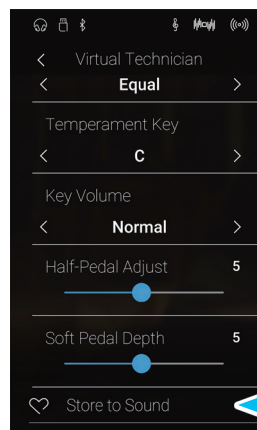 Virtual Technician
Equal
Temperament Key
C
Key Volume
Normal
Half-Pedal Adjust 5
Soft Pedal Depth 5
Store to Sound